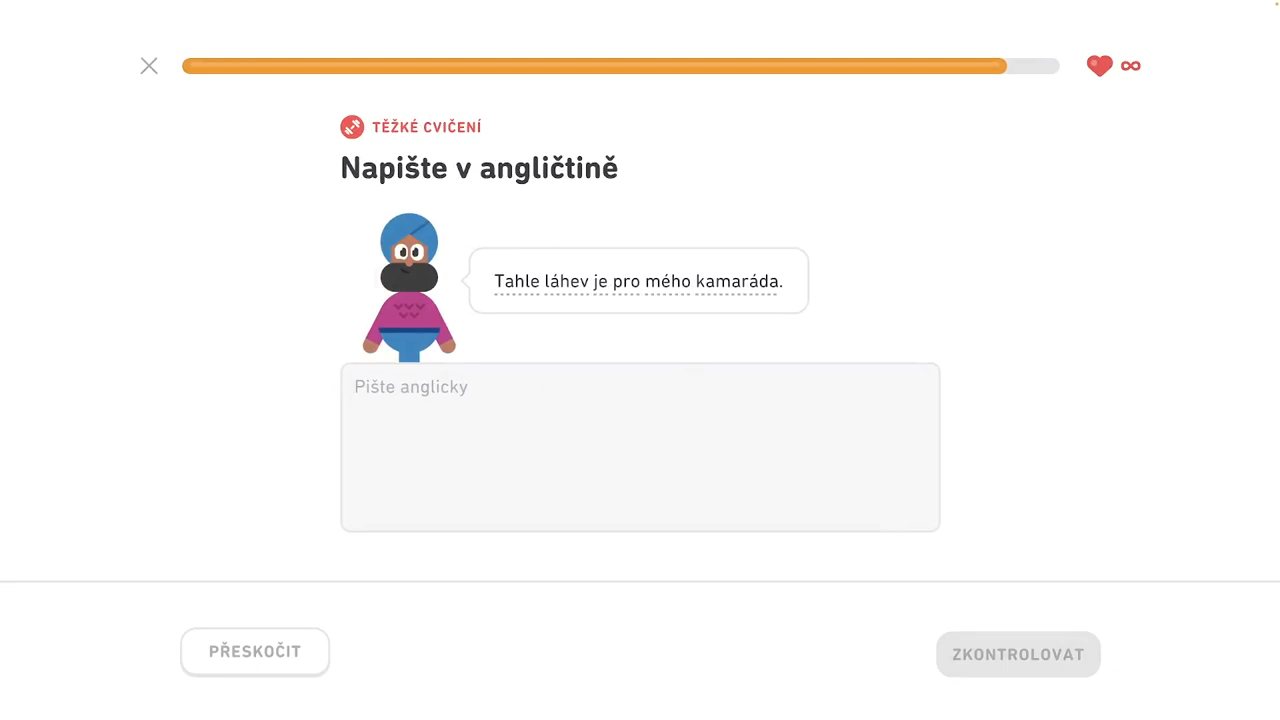 ∞
TĚŽKÉ CVIČENÍ
Napište v angličtině
Tahle láhev je pro mého kamaráda.
Pište anglicky
PŘESKOČIT
ZKONTROLOVAT